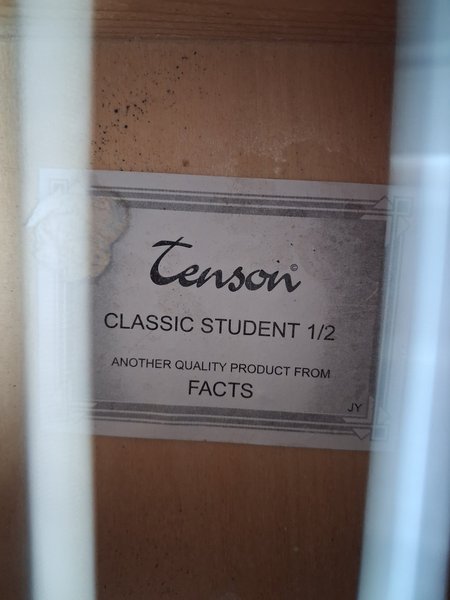 Tenson©
CLASSIC STUDENT 1/2
ANOTHER QUALITY PRODUCT FROM
FACTS
JY